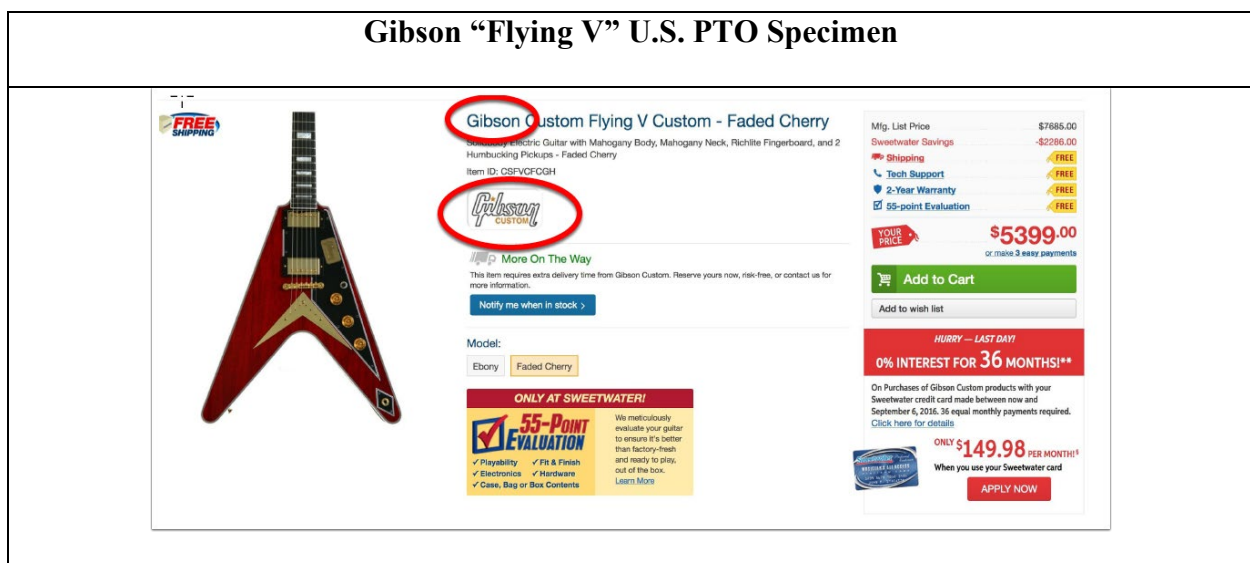 Gibson “Flying V” U.S. PTO Specimen
FREE
SHIPPING
Gibson Custom Flying V Custom - Faded Cherry
Solidbody Electric Guitar with Mahogany Body, Mahogany Neck, Richlite Fingerboard, and 2
Humbucking Pickups - Faded Cherry
Item ID: CSFVCFCGH
Gibson
CUSTOM
More On The Way
This item requires extra delivery time from Gibson Custom. Reserve yours now, risk-free, or contact us for
more information.
Notify me when in stock >
Model:
Ebony Faded Cherry
ONLY AT SWEETWATER!
55-POINT
EVALUATION
✓ Playability ✓ Fit & Finish
✓ Electronics ✓ Hardware
✓ Case, Bag or Box Contents
We meticulously
evaluate your guitar
to ensure it's better
than factory-fresh
and ready to play,
out of the box.
Learn More
Mfg. List Price $7685.00
Sweetwater Savings -$2286.00
Shipping FREE
Tech Support FREE
2-Year Warranty FREE
55-point Evaluation FREE
YOUR
PRICE
$5399.00
or make 3 easy payments
Add to Cart
Add to wish list
HURRY — LAST DAY!
0% INTEREST FOR 36 MONTHS!**
On Purchases of Gibson Custom products with your
Sweetwater credit card made between now and
September 6, 2016. 36 equal monthly payments required.
Click here for details
ONLY $149.98 PER MONTH!‡
When you use your Sweetwater card
APPLY NOW